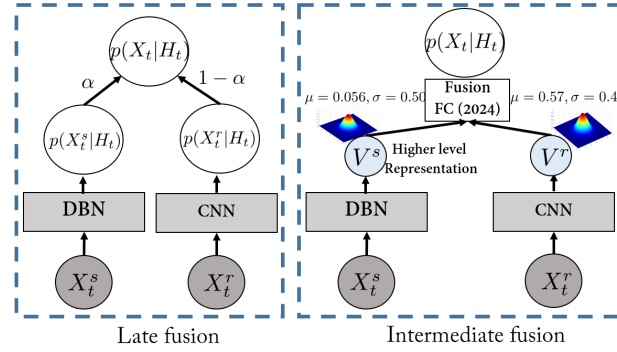 p(X_t|H_t)
α
1 − α
p(X_t^s|H_t)
p(X_t^r|H_t)
DBN
CNN
X_t^s
X_t^r
Late fusion
p(X_t|H_t)
μ = 0.056, σ = 0.50
Fusion
FC (2024)
μ = 0.57, σ = 0.4
V^s
Higher level
Representation
V^r
DBN
CNN
X_t^s
X_t^r
Intermediate fusion